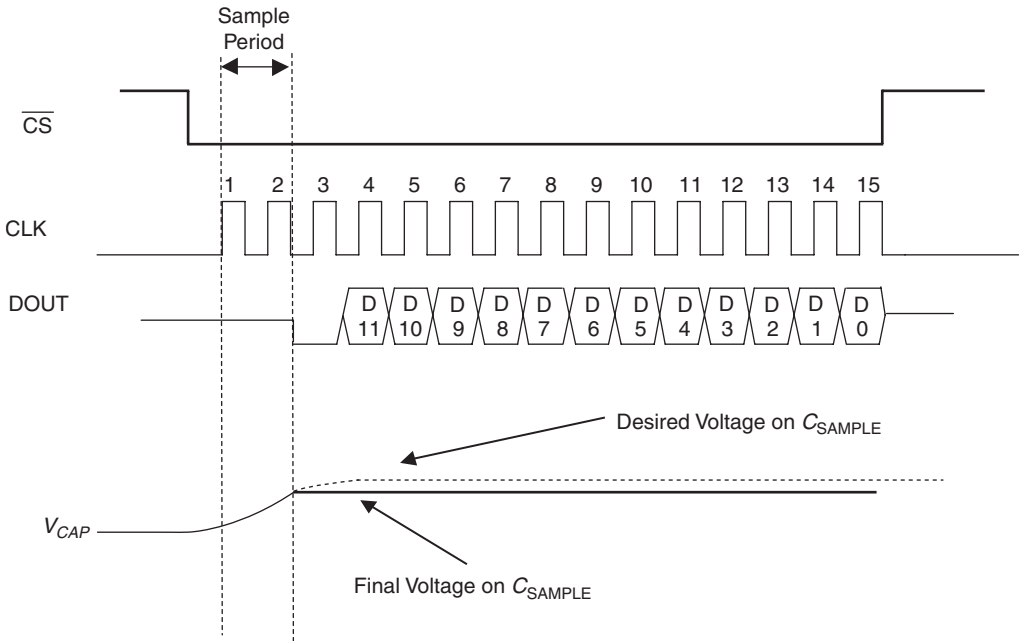 Sample
Period
CS
1 2 3 4 5 6 7 8 9 10 11 12 13 14 15
CLK
DOUT
D D D D D D D D D D D D
11 10 9 8 7 6 5 4 3 2 1 0
Desired Voltage on CSAMPLE
VCAP
Final Voltage on CSAMPLE